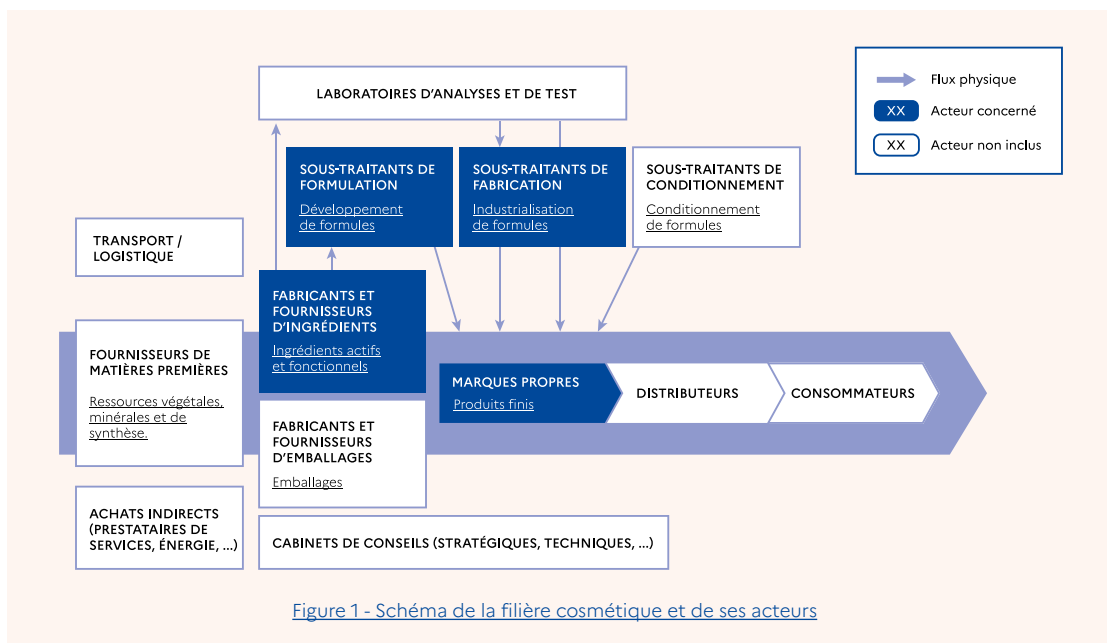 Flux physique
XX
Acteur concerné
XX
Acteur non inclus
LABORATOIRES D'ANALYSES ET DE TEST
SOUS-TRAITANTS DE
FORMULATION
Développement
de formules
SOUS-TRAITANTS DE
FABRICATION
Industrialisation
de formules
SOUS-TRAITANTS DE
CONDITIONNEMENT
Conditionnement
de formules
TRANSPORT /
LOGISTIQUE
FABRICANTS ET
FOURNISSEURS
D'INGRÉDIENTS
Ingrédients actifs
et fonctionnels
FOURNISSEURS DE
MATIÈRES PREMIÈRES
Ressources végétales,
minérales et de
synthèse.
MARQUES PROPRES
Produits finis
DISTRIBUTEURS
CONSOMMATEURS
FABRICANTS ET
FOURNISSEURS
D'EMBALLAGES
Emballages
ACHATS INDIRECTS
(PRESTATAIRES DE
SERVICES, ÉNERGIE, ...)
CABINETS DE CONSEILS (STRATÉGIQUES, TECHNIQUES, ...)
Figure 1 - Schéma de la filière cosmétique et de ses acteurs